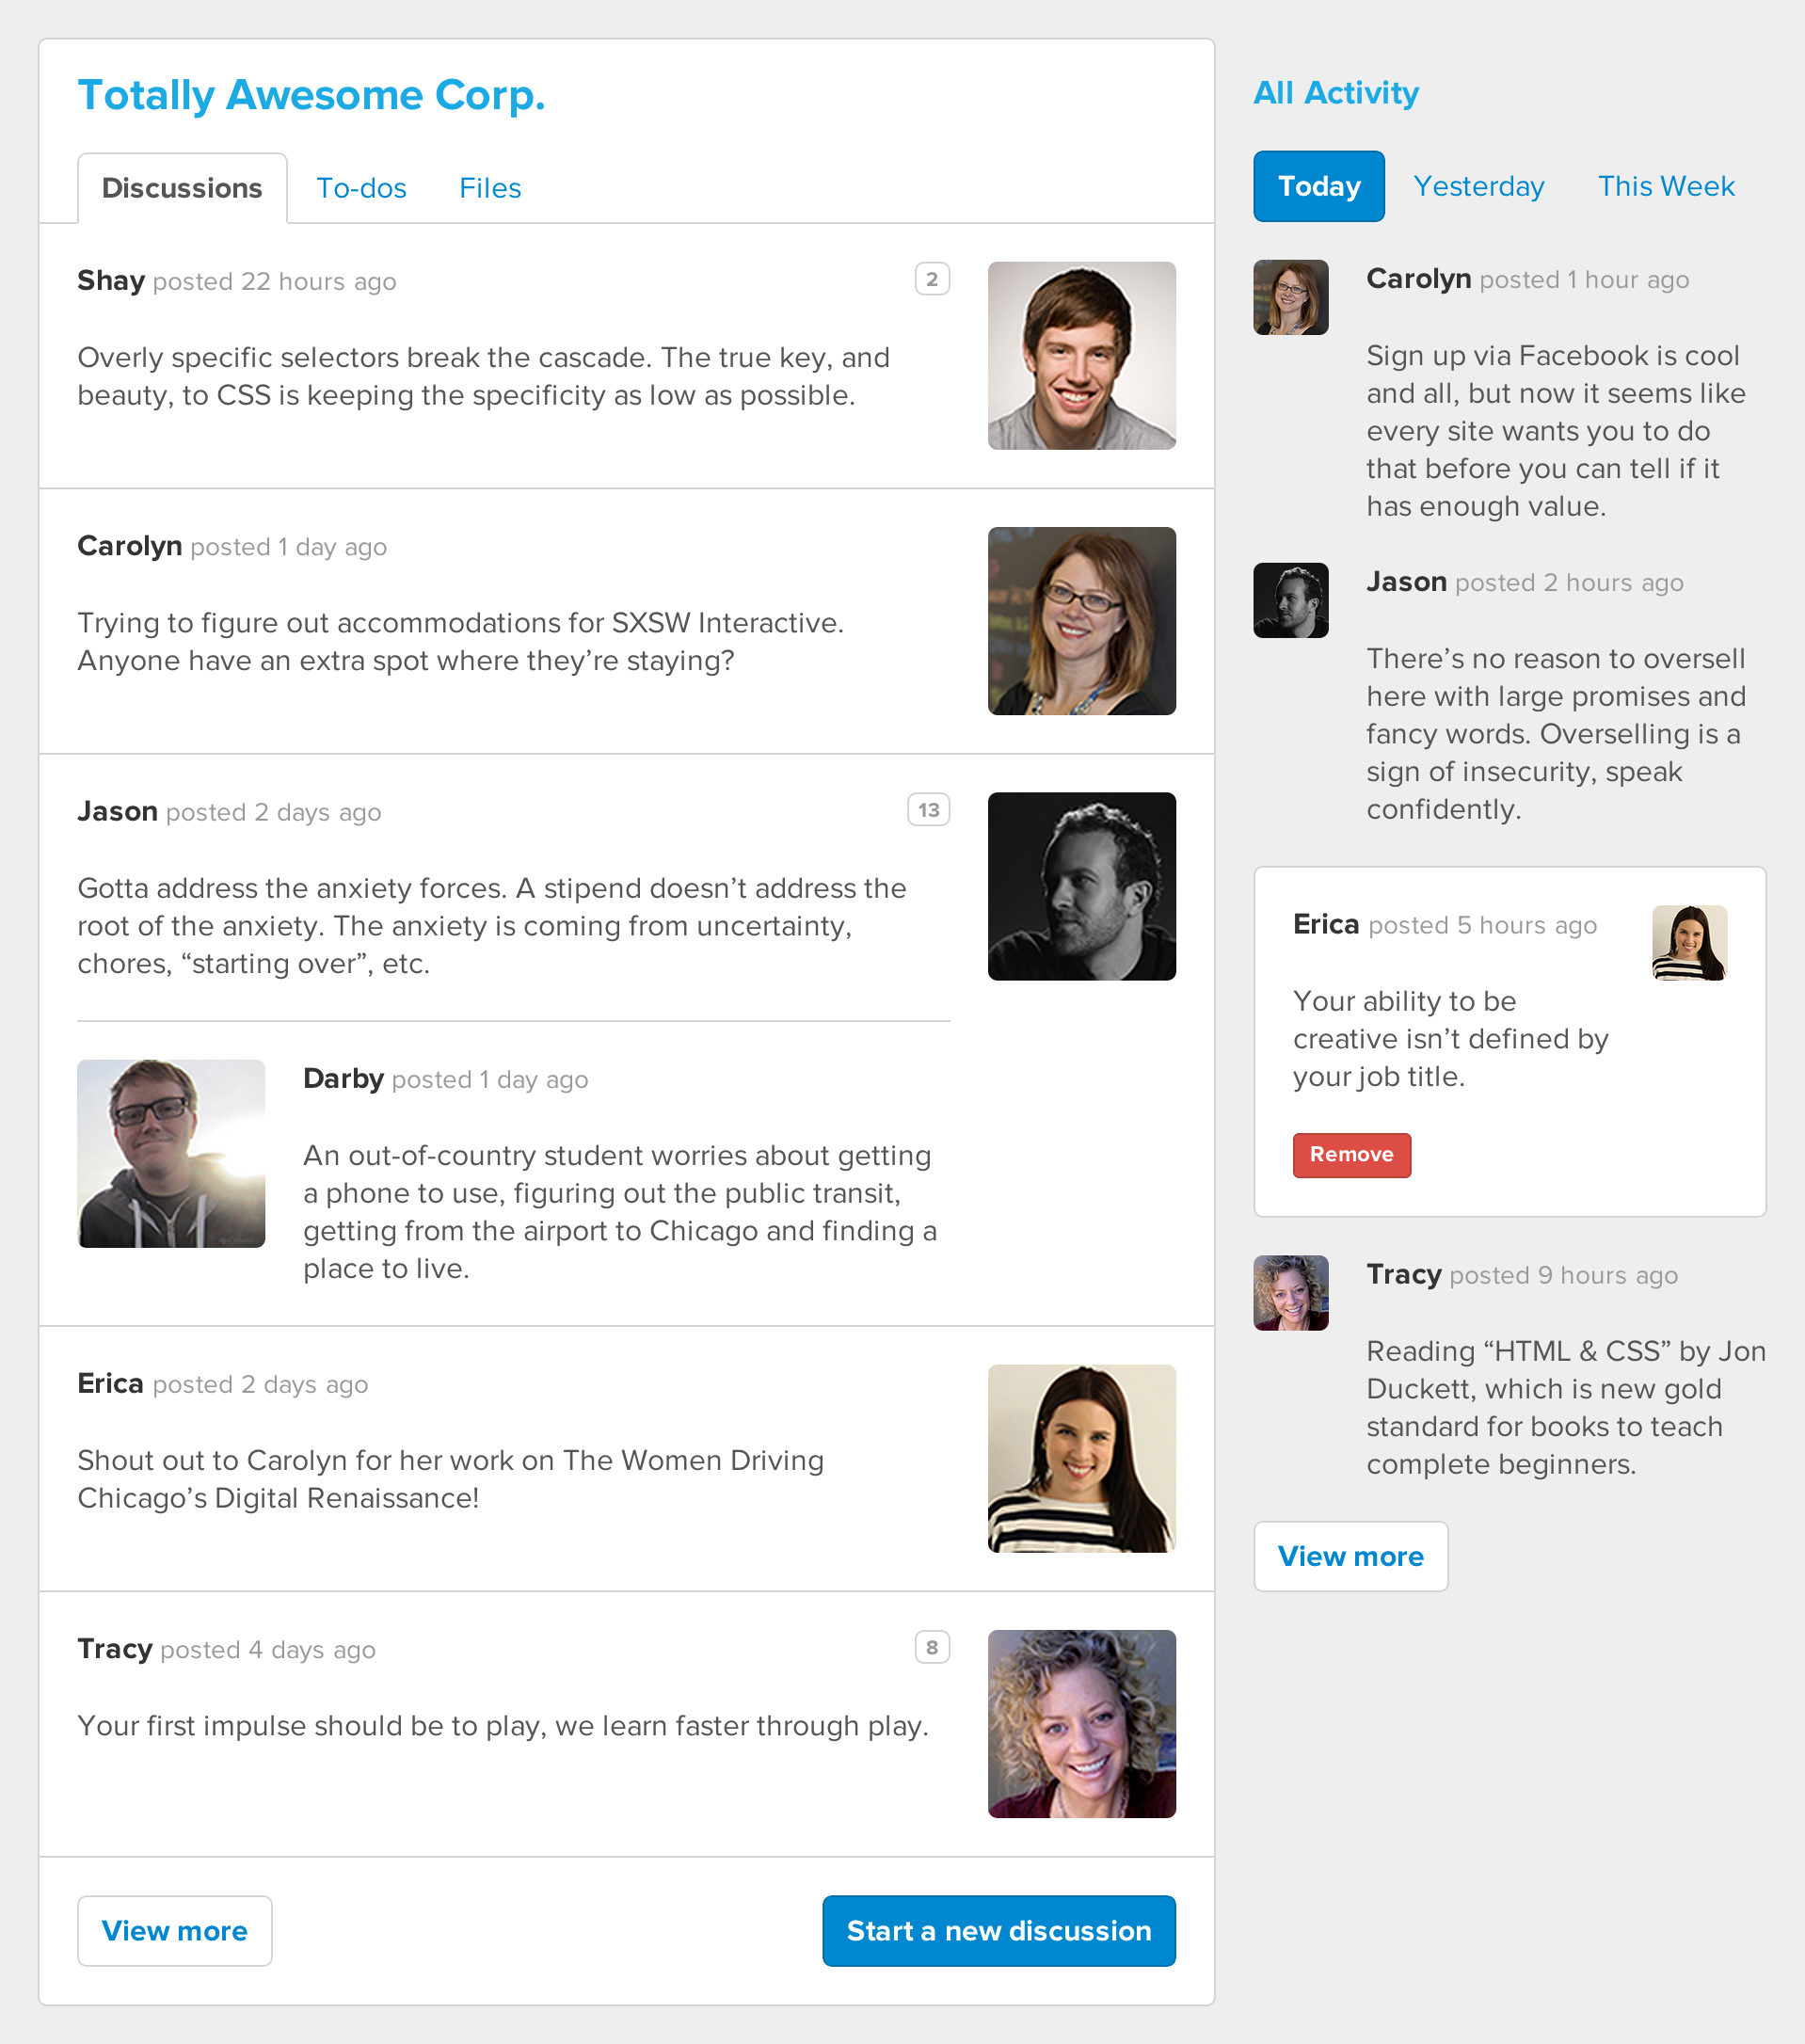 Totally Awesome Corp.
Discussions
To-dos
Files
Shay posted 22 hours ago
2
Overly specific selectors break the cascade. The true key, and
beauty, to CSS is keeping the specificity as low as possible.
Carolyn posted 1 day ago
Trying to figure out accommodations for SXSW Interactive.
Anyone have an extra spot where they’re staying?
Jason posted 2 days ago
13
Gotta address the anxiety forces. A stipend doesn’t address the
root of the anxiety. The anxiety is coming from uncertainty,
chores, “starting over”, etc.
Darby posted 1 day ago
An out-of-country student worries about getting
a phone to use, figuring out the public transit,
getting from the airport to Chicago and finding a
place to live.
Erica posted 2 days ago
Shout out to Carolyn for her work on The Women Driving
Chicago’s Digital Renaissance!
Tracy posted 4 days ago
8
Your first impulse should be to play, we learn faster through play.
View more
Start a new discussion
All Activity
Today
Yesterday
This Week
Carolyn posted 1 hour ago
Sign up via Facebook is cool
and all, but now it seems like
every site wants you to do
that before you can tell if it
has enough value.
Jason posted 2 hours ago
There’s no reason to oversell
here with large promises and
fancy words. Overselling is a
sign of insecurity, speak
confidently.
Erica posted 5 hours ago
Your ability to be
creative isn’t defined by
your job title.
Remove
Tracy posted 9 hours ago
Reading “HTML & CSS” by Jon
Duckett, which is new gold
standard for books to teach
complete beginners.
View more